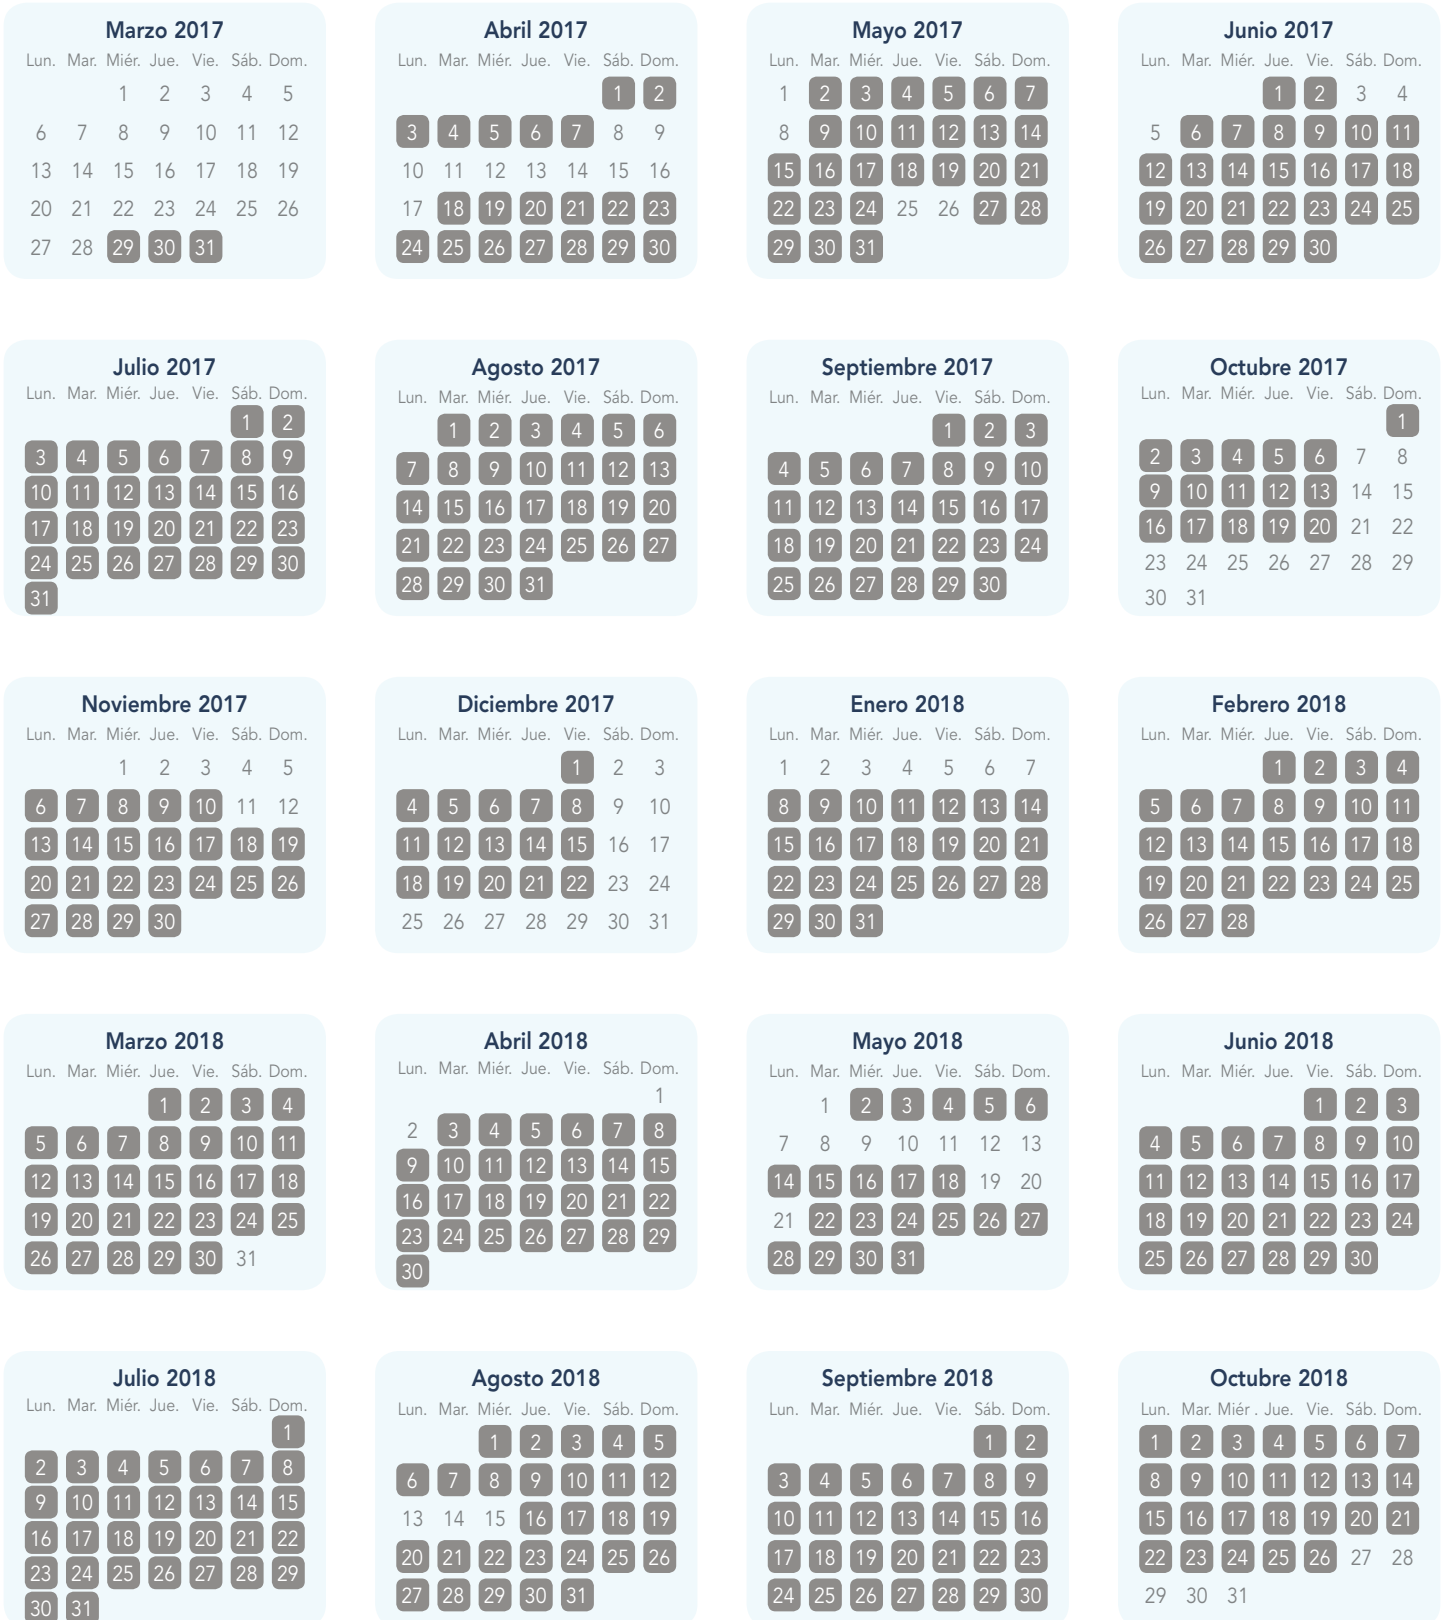 Marzo 2017
Lun. Mar. Miér. Jue. Vie. Sáb. Dom.
1 2 3 4 5
6 7 8 9 10 11 12
13 14 15 16 17 18 19
20 21 22 23 24 25 26
27 28 29 30 31
Abril 2017
Lun. Mar. Miér. Jue. Vie. Sáb. Dom.
1 2
3 4 5 6 7 8 9
10 11 12 13 14 15 16
17 18 19 20 21 22 23
24 25 26 27 28 29 30
Mayo 2017
Lun. Mar. Miér. Jue. Vie. Sáb. Dom.
1 2 3 4 5 6 7
8 9 10 11 12 13 14
15 16 17 18 19 20 21
22 23 24 25 26 27 28
29 30 31
Junio 2017
Lun. Mar. Miér. Jue. Vie. Sáb. Dom.
1 2 3 4
5 6 7 8 9 10 11
12 13 14 15 16 17 18
19 20 21 22 23 24 25
26 27 28 29 30
Julio 2017
Lun. Mar. Miér. Jue. Vie. Sáb. Dom.
1 2
3 4 5 6 7 8 9
10 11 12 13 14 15 16
17 18 19 20 21 22 23
24 25 26 27 28 29 30
31
Agosto 2017
Lun. Mar. Miér. Jue. Vie. Sáb. Dom.
1 2 3 4 5 6
7 8 9 10 11 12 13
14 15 16 17 18 19 20
21 22 23 24 25 26 27
28 29 30 31
Septiembre 2017
Lun. Mar. Miér. Jue. Vie. Sáb. Dom.
1 2 3
4 5 6 7 8 9 10
11 12 13 14 15 16 17
18 19 20 21 22 23 24
25 26 27 28 29 30
Octubre 2017
Lun. Mar. Miér. Jue. Vie. Sáb. Dom.
1
2 3 4 5 6 7 8
9 10 11 12 13 14 15
16 17 18 19 20 21 22
23 24 25 26 27 28 29
30 31
Noviembre 2017
Lun. Mar. Miér. Jue. Vie. Sáb. Dom.
1 2 3 4 5
6 7 8 9 10 11 12
13 14 15 16 17 18 19
20 21 22 23 24 25 26
27 28 29 30
Diciembre 2017
Lun. Mar. Miér. Jue. Vie. Sáb. Dom.
1 2 3
4 5 6 7 8 9 10
11 12 13 14 15 16 17
18 19 20 21 22 23 24
25 26 27 28 29 30 31
Enero 2018
Lun. Mar. Miér. Jue. Vie. Sáb. Dom.
1 2 3 4 5 6 7
8 9 10 11 12 13 14
15 16 17 18 19 20 21
22 23 24 25 26 27 28
29 30 31
Febrero 2018
Lun. Mar. Miér. Jue. Vie. Sáb. Dom.
1 2 3 4
5 6 7 8 9 10 11
12 13 14 15 16 17 18
19 20 21 22 23 24 25
26 27 28
Marzo 2018
Lun. Mar. Miér. Jue. Vie. Sáb. Dom.
1 2 3 4
5 6 7 8 9 10 11
12 13 14 15 16 17 18
19 20 21 22 23 24 25
26 27 28 29 30 31
Abril 2018
Lun. Mar. Miér. Jue. Vie. Sáb. Dom.
1
2 3 4 5 6 7 8
9 10 11 12 13 14 15
16 17 18 19 20 21 22
23 24 25 26 27 28 29
30
Mayo 2018
Lun. Mar. Miér. Jue. Vie. Sáb. Dom.
1 2 3 4 5 6
7 8 9 10 11 12 13
14 15 16 17 18 19 20
21 22 23 24 25 26 27
28 29 30 31
Junio 2018
Lun. Mar. Miér. Jue. Vie. Sáb. Dom.
1 2 3
4 5 6 7 8 9 10
11 12 13 14 15 16 17
18 19 20 21 22 23 24
25 26 27 28 29 30
Julio 2018
Lun. Mar. Miér. Jue. Vie. Sáb. Dom.
1
2 3 4 5 6 7 8
9 10 11 12 13 14 15
16 17 18 19 20 21 22
23 24 25 26 27 28 29
30 31
Agosto 2018
Lun. Mar. Miér. Jue. Vie. Sáb. Dom.
1 2 3 4 5
6 7 8 9 10 11 12
13 14 15 16 17 18 19
20 21 22 23 24 25 26
27 28 29 30 31
Septiembre 2018
Lun. Mar. Miér. Jue. Vie. Sáb. Dom.
1 2
3 4 5 6 7 8 9
10 11 12 13 14 15 16
17 18 19 20 21 22 23
24 25 26 27 28 29 30
Octubre 2018
Lun. Mar. Miér . Jue. Vie. Sáb. Dom.
1 2 3 4 5 6 7
8 9 10 11 12 13 14
15 16 17 18 19 20 21
22 23 24 25 26 27 28
29 30 31